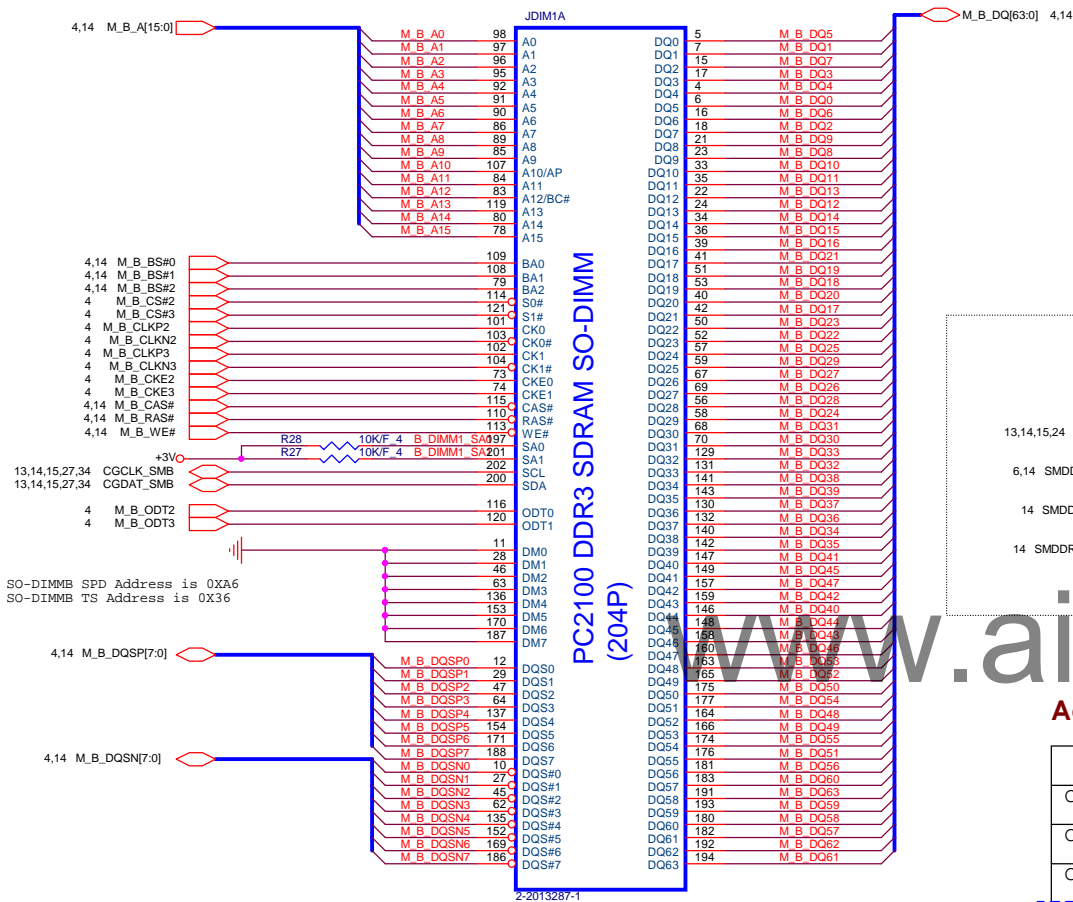 JDIM1A
4,14 M_B_A[15:0]
M_B_DQ[63:0] 4,14
M_B_A0 98 A0
M_B_A1 97 A1
M_B_A2 96 A2
M_B_A3 95 A3
M_B_A4 92 A4
M_B_A5 91 A5
M_B_A6 90 A6
M_B_A7 86 A7
M_B_A8 89 A8
M_B_A9 85 A9
M_B_A10 107 A10/AP
M_B_A11 84 A11
M_B_A12 83 A12/BC#
M_B_A13 119 A13
M_B_A14 80 A14
M_B_A15 78 A15
4,14 M_B_BS#0 109 BA0
4,14 M_B_BS#1 108 BA1
4,14 M_B_BS#2 79 BA2
4 M_B_CS#2 114 S0#
4 M_B_CS#3 121 S1#
4 M_B_CLKP2 101 CK0
4 M_B_CLKN2 103 CK0#
4 M_B_CLKP3 102 CK1
4 M_B_CLKN3 104 CK1#
4 M_B_CKE2 73 CKE0
4 M_B_CKE3 74 CKE1
4,14 M_B_CAS# 115 CAS#
4,14 M_B_RAS# 110 RAS#
4,14 M_B_WE# 113 WE#
R28 10K/F_4 B_DIMM1_SA0 197 SA0
+3V R27 10K/F_4 B_DIMM1_SA1 201 SA1
13,14,15,27,34 CGCLK_SMB 202 SCL
13,14,15,27,34 CGDAT_SMB 200 SDA
4 M_B_ODT2 116 ODT0
4 M_B_ODT3 120 ODT1
11 DM0
28 DM1
46 DM2
63 DM3
136 DM4
153 DM5
170 DM6
187 DM7
SO-DIMMB SPD Address is 0XA6
SO-DIMMB TS Address is 0X36
4,14 M_B_DQSP[7:0]
M_B_DQSP0 12 DQS0
M_B_DQSP1 29 DQS1
M_B_DQSP2 47 DQS2
M_B_DQSP3 64 DQS3
M_B_DQSP4 137 DQS4
M_B_DQSP5 154 DQS5
M_B_DQSP6 171 DQS6
M_B_DQSP7 188 DQS7
4,14 M_B_DQSN[7:0]
M_B_DQSN0 10 DQS#0
M_B_DQSN1 27 DQS#1
M_B_DQSN2 45 DQS#2
M_B_DQSN3 62 DQS#3
M_B_DQSN4 135 DQS#4
M_B_DQSN5 152 DQS#5
M_B_DQSN6 169 DQS#6
M_B_DQSN7 186 DQS#7
PC2100 DDR3 SDRAM SO-DIMM
(204P)
2-2013287-1
DQ0 5 M_B_DQ5
DQ1 7 M_B_DQ1
DQ2 15 M_B_DQ7
DQ3 17 M_B_DQ3
DQ4 4 M_B_DQ4
DQ5 6 M_B_DQ0
DQ6 16 M_B_DQ6
DQ7 18 M_B_DQ2
DQ8 21 M_B_DQ9
DQ9 23 M_B_DQ8
DQ10 33 M_B_DQ10
DQ11 35 M_B_DQ11
DQ12 22 M_B_DQ13
DQ13 24 M_B_DQ12
DQ14 34 M_B_DQ14
DQ15 36 M_B_DQ15
DQ16 39 M_B_DQ16
DQ17 41 M_B_DQ21
DQ18 51 M_B_DQ19
DQ19 53 M_B_DQ18
DQ20 40 M_B_DQ20
DQ21 42 M_B_DQ17
DQ22 50 M_B_DQ23
DQ23 52 M_B_DQ22
DQ24 57 M_B_DQ25
DQ25 59 M_B_DQ29
DQ26 67 M_B_DQ27
DQ27 69 M_B_DQ26
DQ28 56 M_B_DQ28
DQ29 58 M_B_DQ24
DQ30 68 M_B_DQ31
DQ31 70 M_B_DQ30
DQ32 129 M_B_DQ33
DQ33 131 M_B_DQ32
DQ34 141 M_B_DQ38
DQ35 143 M_B_DQ39
DQ36 130 M_B_DQ37
DQ37 132 M_B_DQ36
DQ38 140 M_B_DQ34
DQ39 142 M_B_DQ35
DQ40 147 M_B_DQ41
DQ41 149 M_B_DQ45
DQ42 157 M_B_DQ47
DQ43 159 M_B_DQ42
DQ44 146 M_B_DQ40
DQ45 148 M_B_DQ44
DQ46 158 M_B_DQ43
DQ47 160 M_B_DQ46
DQ48 163 M_B_DQ53
DQ49 165 M_B_DQ52
DQ50 175 M_B_DQ50
DQ51 177 M_B_DQ54
DQ52 164 M_B_DQ48
DQ53 166 M_B_DQ49
DQ54 174 M_B_DQ55
DQ55 176 M_B_DQ51
DQ56 181 M_B_DQ56
DQ57 183 M_B_DQ60
DQ58 191 M_B_DQ63
DQ59 193 M_B_DQ59
DQ60 180 M_B_DQ58
DQ61 182 M_B_DQ57
DQ62 192 M_B_DQ62
DQ63 194 M_B_DQ61
13,14,15,24
6,14 SMDD
14 SMDD
14 SMDDR
www.ai